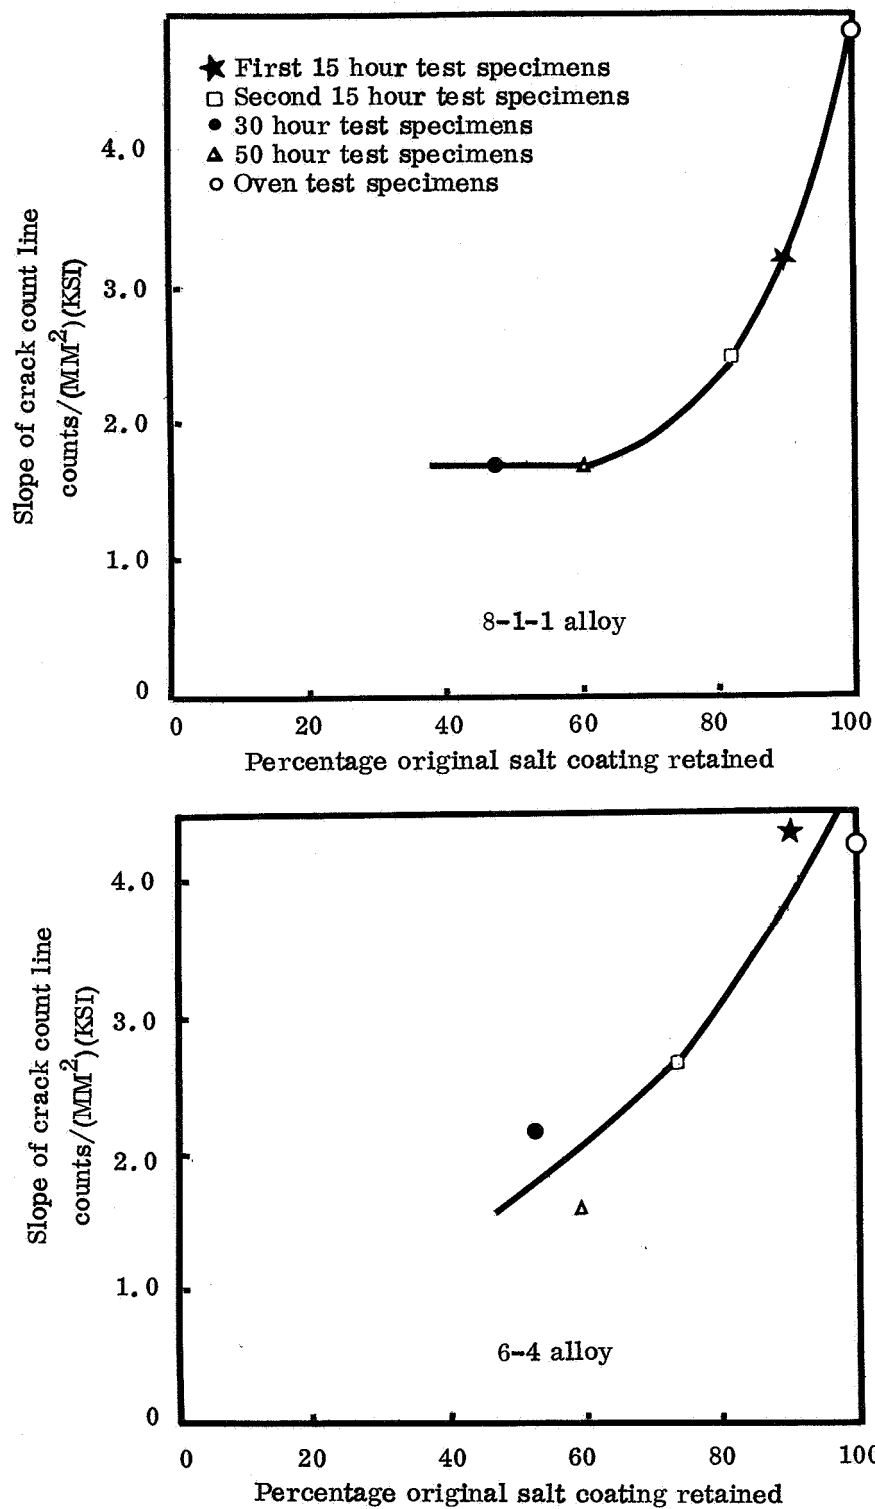 ★ First 15 hour test specimens
□ Second 15 hour test specimens
● 30 hour test specimens
△ 50 hour test specimens
○ Oven test specimens
Slope of crack count line
counts/(MM²)(KSI)
4.0
3.0
2.0
1.0
0
8-1-1 alloy
0 20 40 60 80 100
Percentage original salt coating retained
Slope of crack count line
counts/(MM²)(KSI)
4.0
3.0
2.0
1.0
0
6-4 alloy
0 20 40 60 80 100
Percentage original salt coating retained